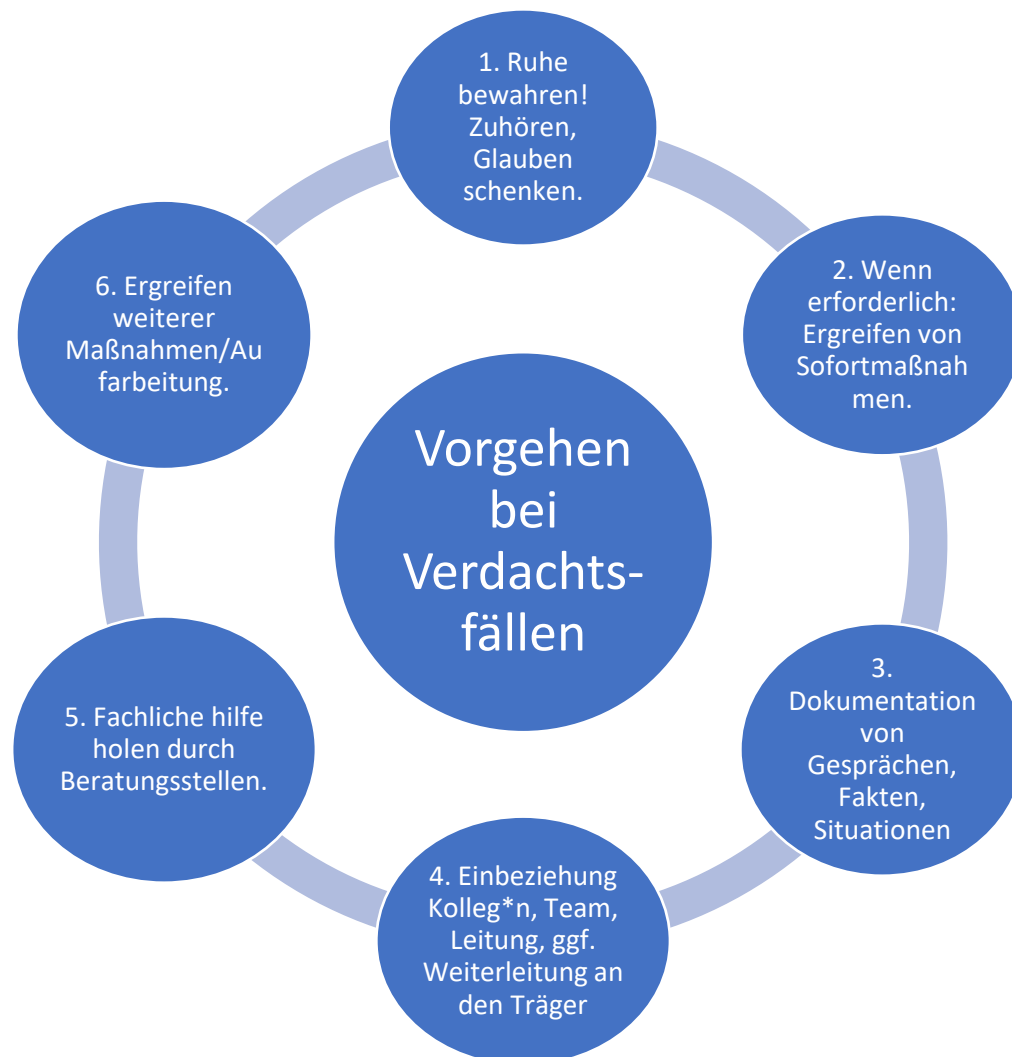 1. Ruhe
bewahren!
Zuhören,
Glauben
schenken.
2. Wenn
erforderlich:
Ergreifen von
Sofortmaßnah
men.
3.
Dokumentation
von
Gesprächen,
Fakten,
Situationen
4. Einbeziehung
Kolleg*n, Team,
Leitung, ggf.
Weiterleitung an
den Träger
5. Fachliche hilfe
holen durch
Beratungsstellen.
6. Ergreifen
weiterer
Maßnahmen/Au
farbeitung.
Vorgehen
bei
Verdachts-
fällen